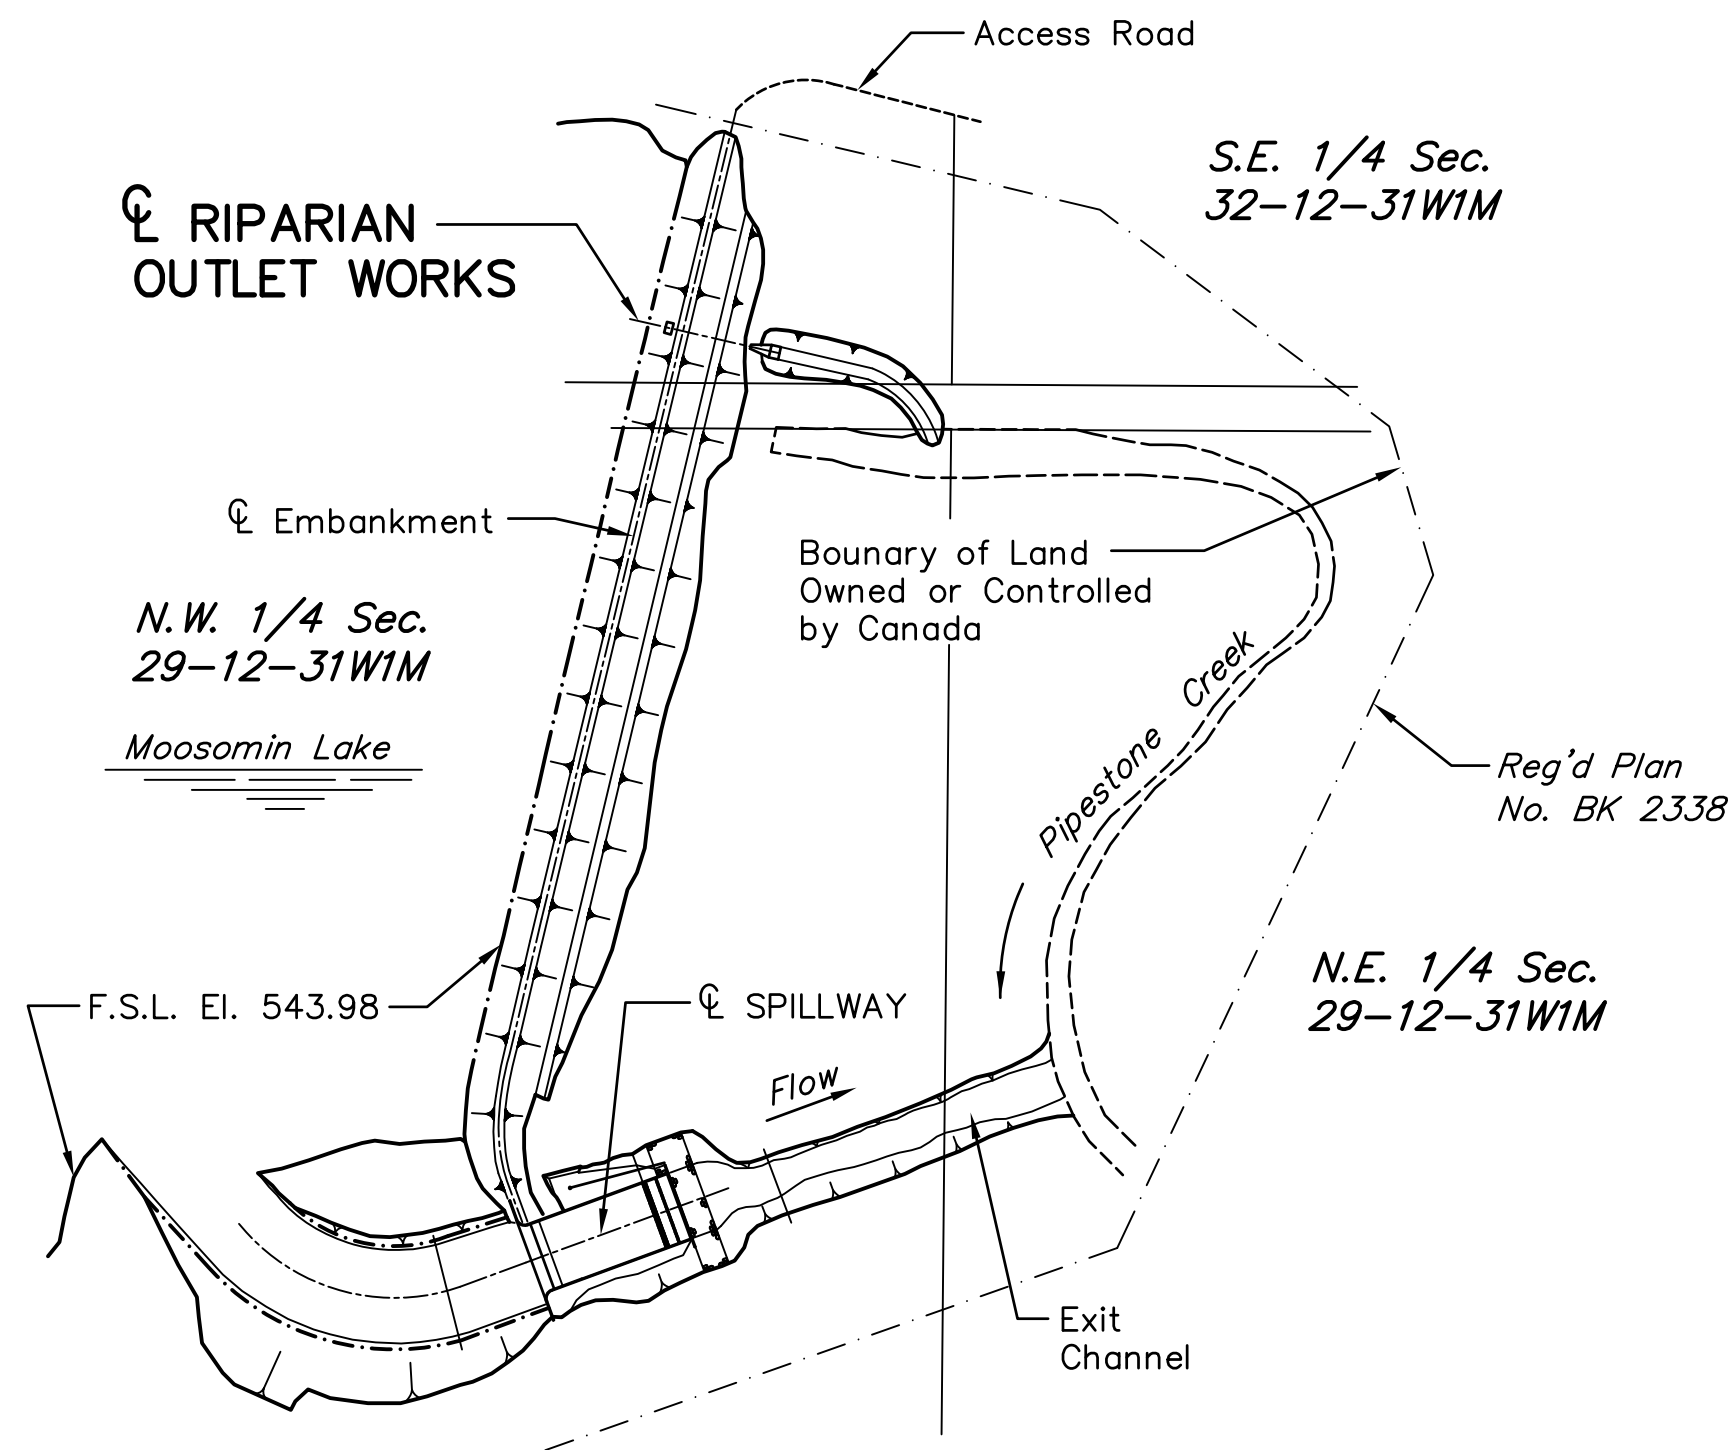 Access Road
S.E. 1/4 Sec.
32-12-31W1M
℄ RIPARIAN
OUTLET WORKS
℄ Embankment
Bounary of Land
Owned or Controlled
by Canada
N.W. 1/4 Sec.
29-12-31W1M
Pipestone Creek
Moosomin Lake
Reg'd Plan
No. BK 2338
N.E. 1/4 Sec.
29-12-31W1M
F.S.L. El. 543.98
℄ SPILLWAY
Flow
Exit
Channel